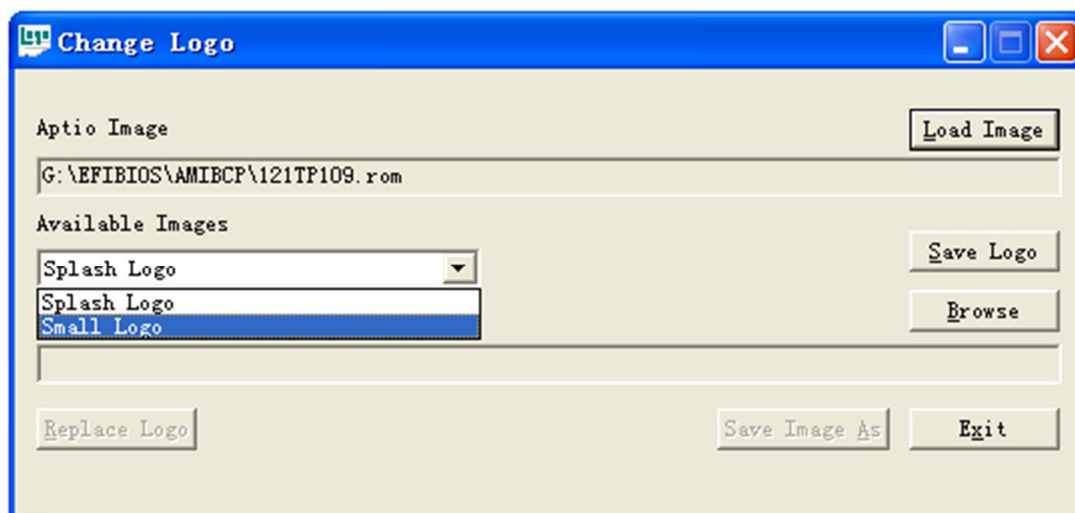 Change Logo
Aptio Image
Load Image
G:\EFIBIOS\AMIBCP\121TP109.rom
Available Images
Save Logo
Splash Logo
Splash Logo
Small Logo
Browse
Replace Logo
Save Image As
Exit